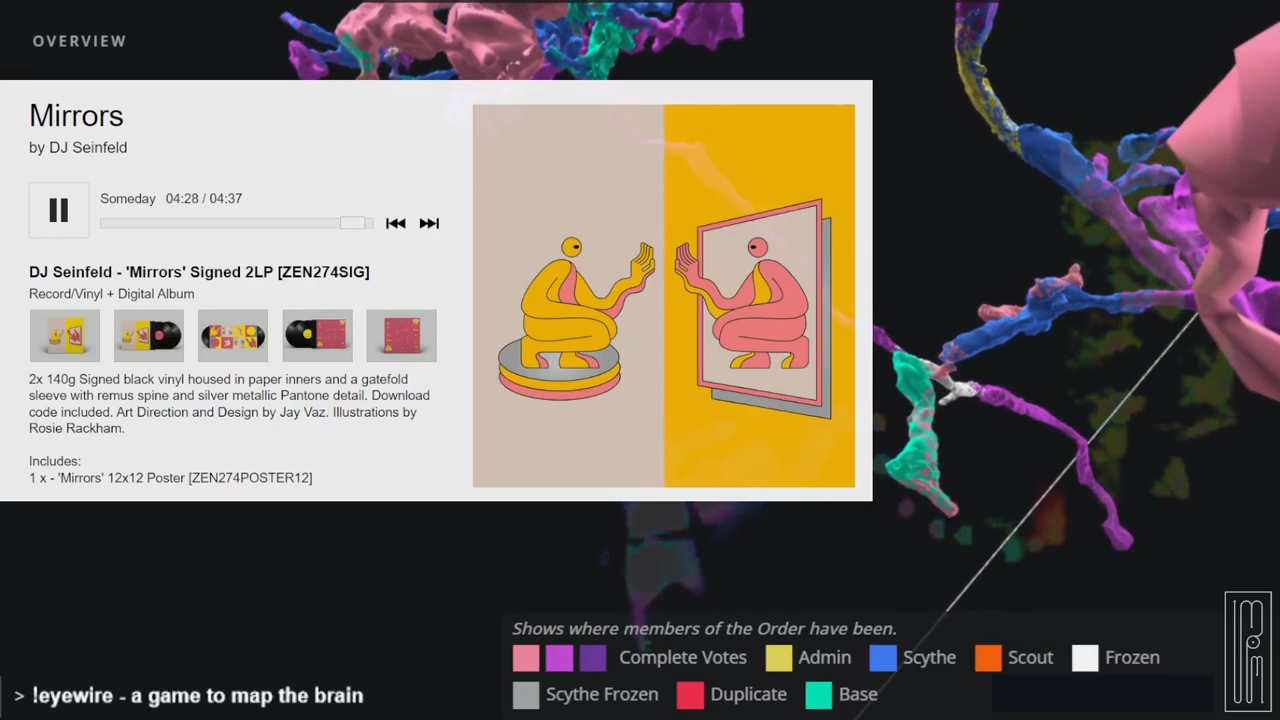 OVERVIEW
Mirrors
by DJ Seinfeld
Someday 04:28 / 04:37
DJ Seinfeld - 'Mirrors' Signed 2LP [ZEN274SIG]
Record/Vinyl + Digital Album
2x 140g Signed black vinyl housed in paper inners and a gatefold
sleeve with remus spine and silver metallic Pantone detail. Download
code included. Art Direction and Design by Jay Vaz. Illustrations by
Rosie Rackham.
Includes:
1 x - 'Mirrors' 12x12 Poster [ZEN274POSTER12]
Shows where members of the Order have been.
Complete Votes Admin Scythe Scout Frozen
Scythe Frozen Duplicate Base
> !eyewire - a game to map the brain